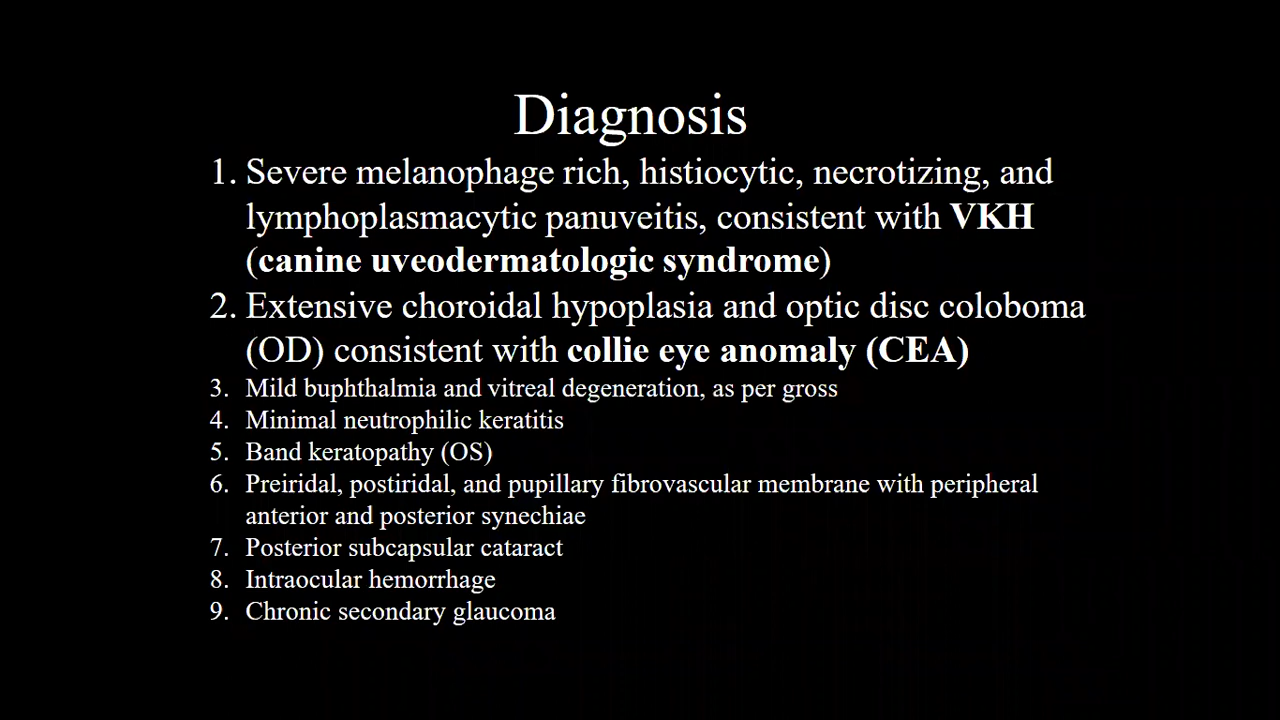 Diagnosis
1. Severe melanophage rich, histiocytic, necrotizing, and
lymphoplasmacytic panuveitis, consistent with VKH
(canine uveodermatologic syndrome)
2. Extensive choroidal hypoplasia and optic disc coloboma
(OD) consistent with collie eye anomaly (CEA)
3. Mild buphthalmia and vitreal degeneration, as per gross
4. Minimal neutrophilic keratitis
5. Band keratopathy (OS)
6. Preiridal, postiridal, and pupillary fibrovascular membrane with peripheral
anterior and posterior synechiae
7. Posterior subcapsular cataract
8. Intraocular hemorrhage
9. Chronic secondary glaucoma